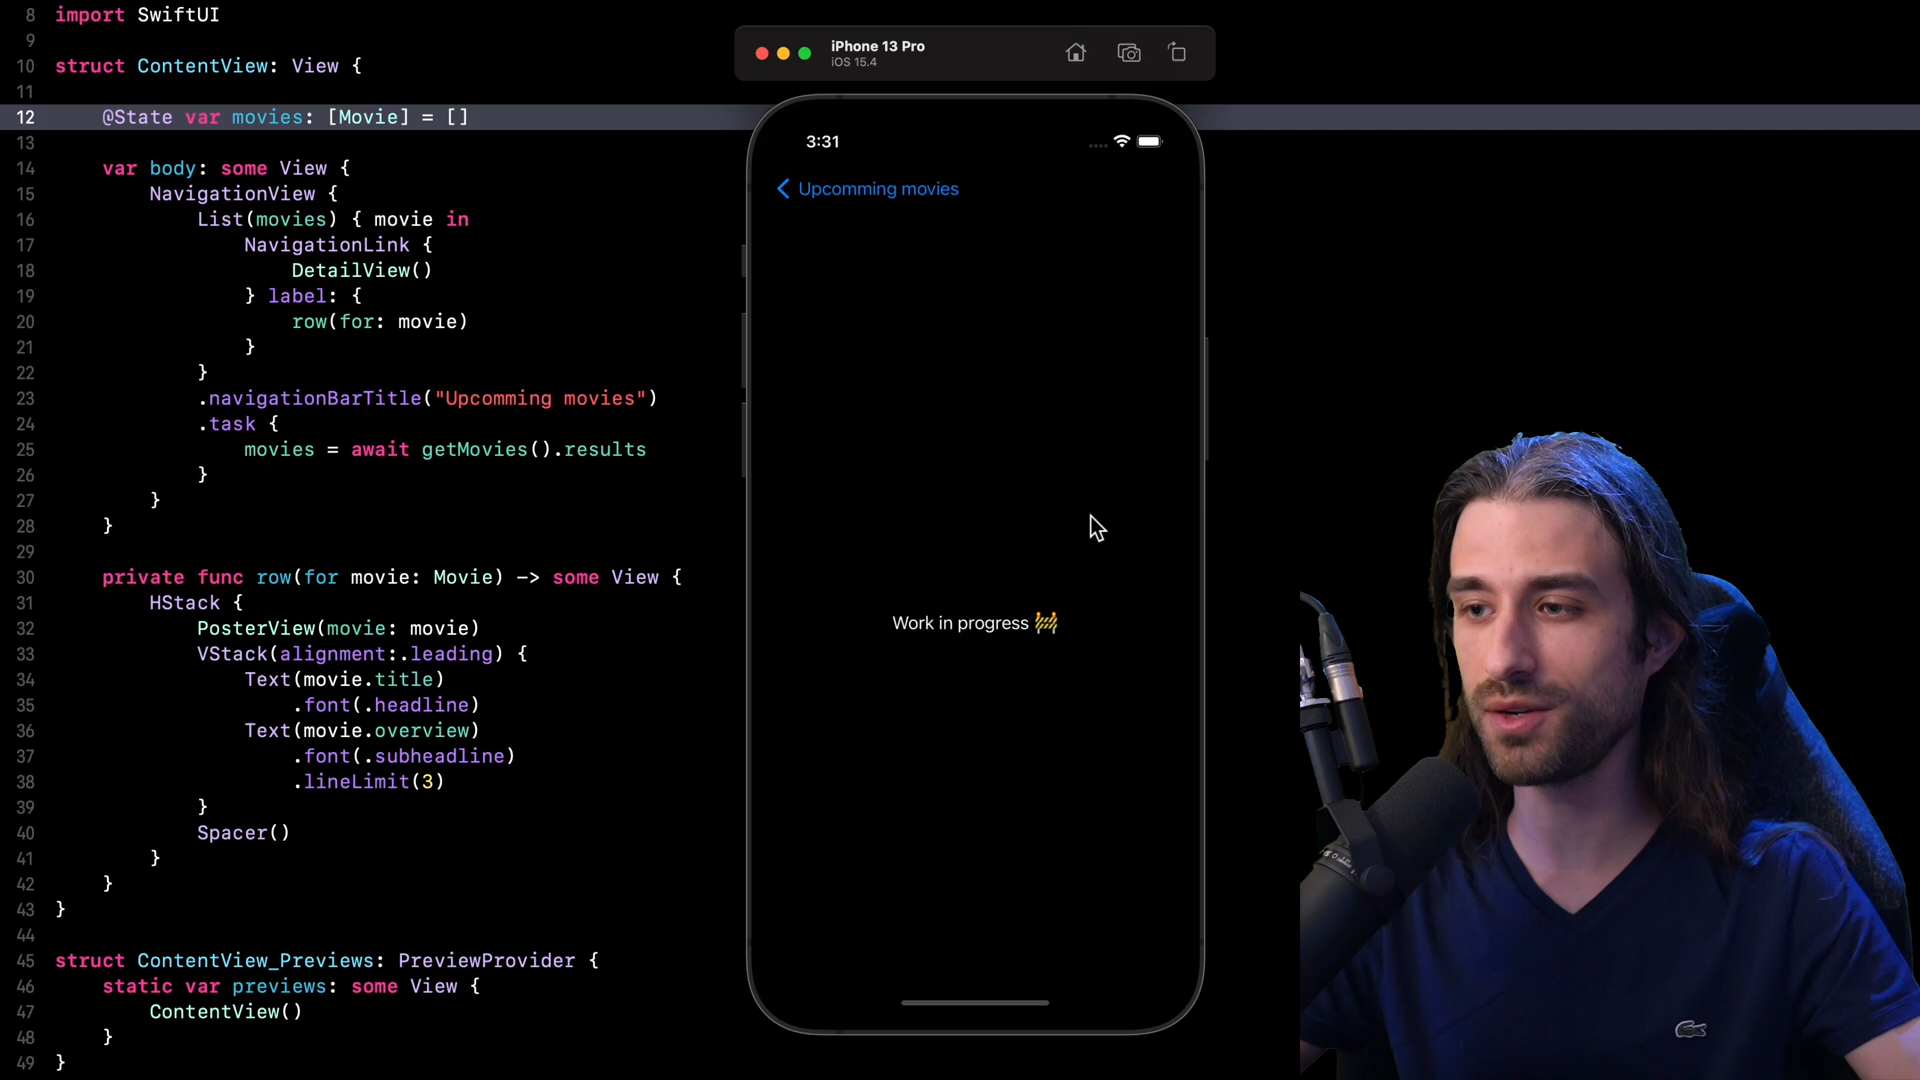 8 import SwiftUI
9
10 struct ContentView: View {
11
12 @State var movies: [Movie] = []
13
14 var body: some View {
15 NavigationView {
16 List(movies) { movie in
17 NavigationLink {
18 DetailView()
19 } label: {
20 row(for: movie)
21 }
22 }
23 .navigationBarTitle("Upcomming movies")
24 .task {
25 movies = await getMovies().results
26 }
27 }
28 }
29
30 private func row(for movie: Movie) -> some View {
31 HStack {
32 PosterView(movie: movie)
33 VStack(alignment:.leading) {
34 Text(movie.title)
35 .font(.headline)
36 Text(movie.overview)
37 .font(.subheadline)
38 .lineLimit(3)
39 }
40 Spacer()
41 }
42 }
43 }
44
45 struct ContentView_Previews: PreviewProvider {
46 static var previews: some View {
47 ContentView()
48 }
49 }
iPhone 13 Pro
iOS 15.4
3:31
Upcomming movies
Work in progress 🚧